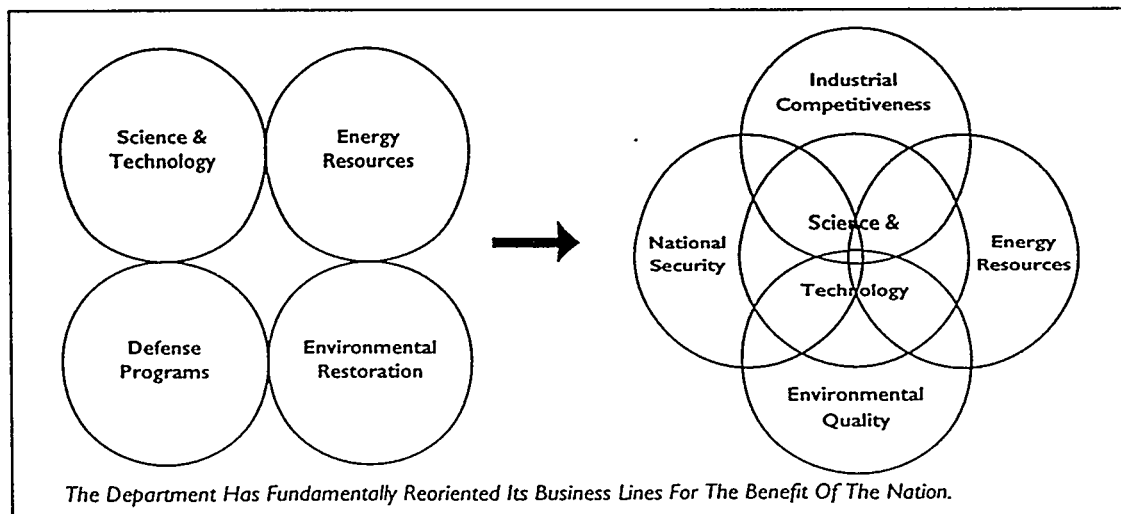 Science &
Technology
Energy
Resources
Defense
Programs
Environmental
Restoration
Industrial
Competitiveness
National
Security
Science &
Technology
Energy
Resources
Environmental
Quality
The Department Has Fundamentally Reoriented Its Business Lines For The Benefit Of The Nation.